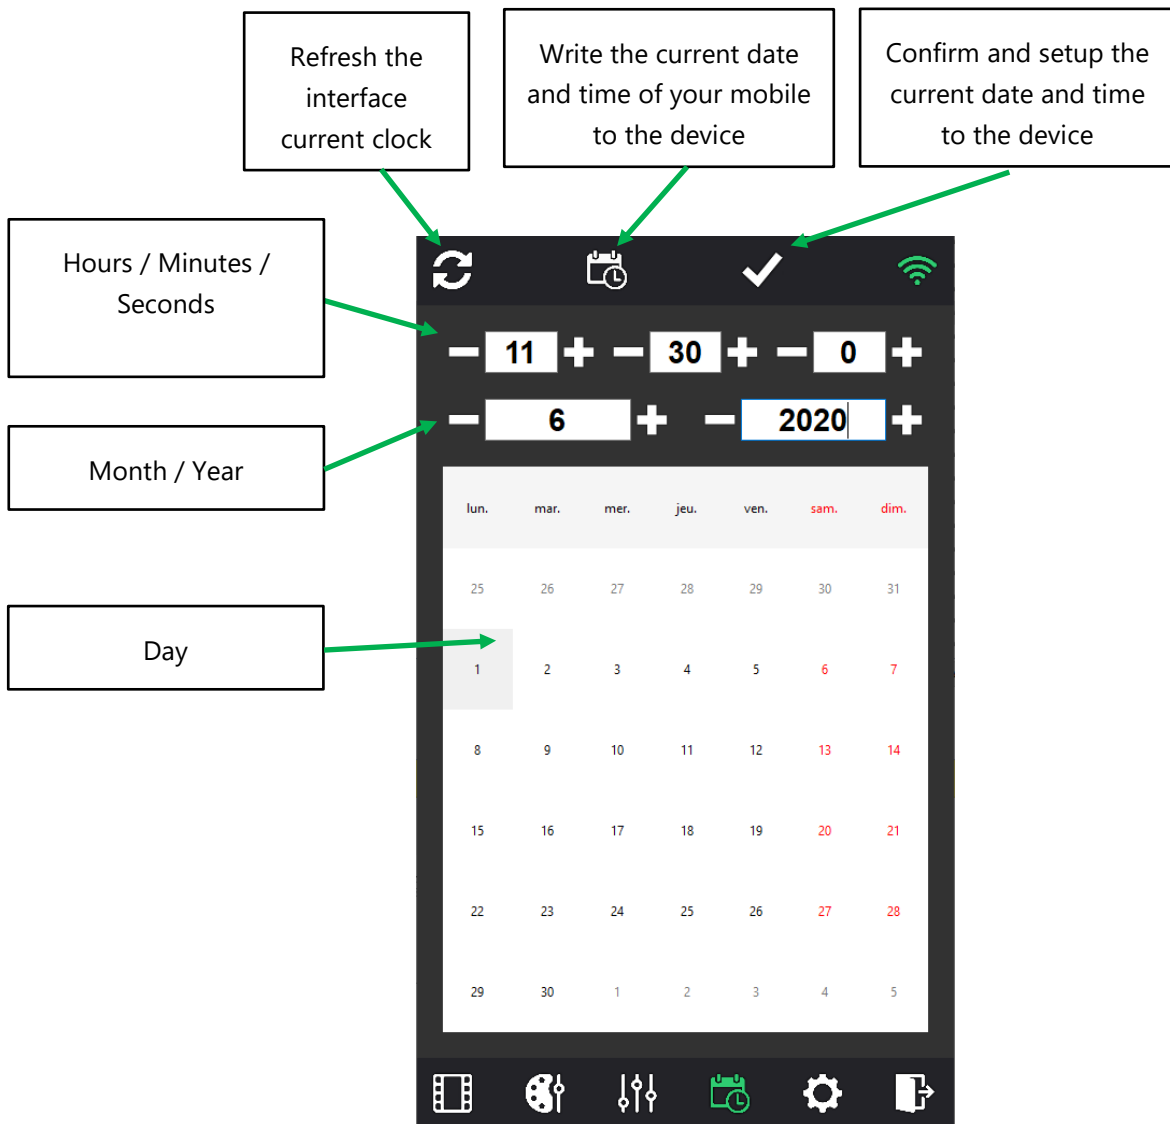 Refresh the
interface
current clock
Write the current date
and time of your mobile
to the device
Confirm and setup the
current date and time
to the device
Hours / Minutes /
Seconds
11 30 0
6 2020
Month / Year
lun. mar. mer. jeu. ven. sam. dim.
25 26 27 28 29 30 31
Day
1 2 3 4 5 6 7
8 9 10 11 12 13 14
15 16 17 18 19 20 21
22 23 24 25 26 27 28
29 30 1 2 3 4 5